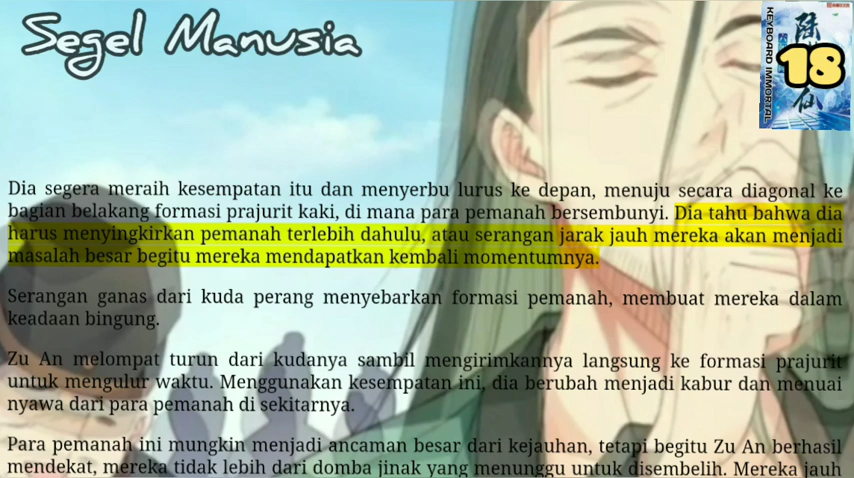 Segel Manusia
KEYBOARD IMMORTAL
18
Dia segera meraih kesempatan itu dan menyerbu lurus ke depan, menuju secara diagonal ke
bagian belakang formasi prajurit kaki, di mana para pemanah bersembunyi. Dia tahu bahwa dia
harus menyingkirkan pemanah terlebih dahulu, atau serangan jarak jauh mereka akan menjadi
masalah besar begitu mereka mendapatkan kembali momentumnya.
Serangan ganas dari kuda perang menyebarkan formasi pemanah, membuat mereka dalam
keadaan bingung.
Zu An melompat turun dari kudanya sambil mengirimkannya langsung ke formasi prajurit
untuk mengulur waktu. Menggunakan kesempatan ini, dia berubah menjadi kabur dan menuai
nyawa dari para pemanah di sekitarnya.
Para pemanah ini mungkin menjadi ancaman besar dari kejauhan, tetapi begitu Zu An berhasil
mendekat, mereka tidak lebih dari domba jinak yang menunggu untuk disembelih. Mereka jauh